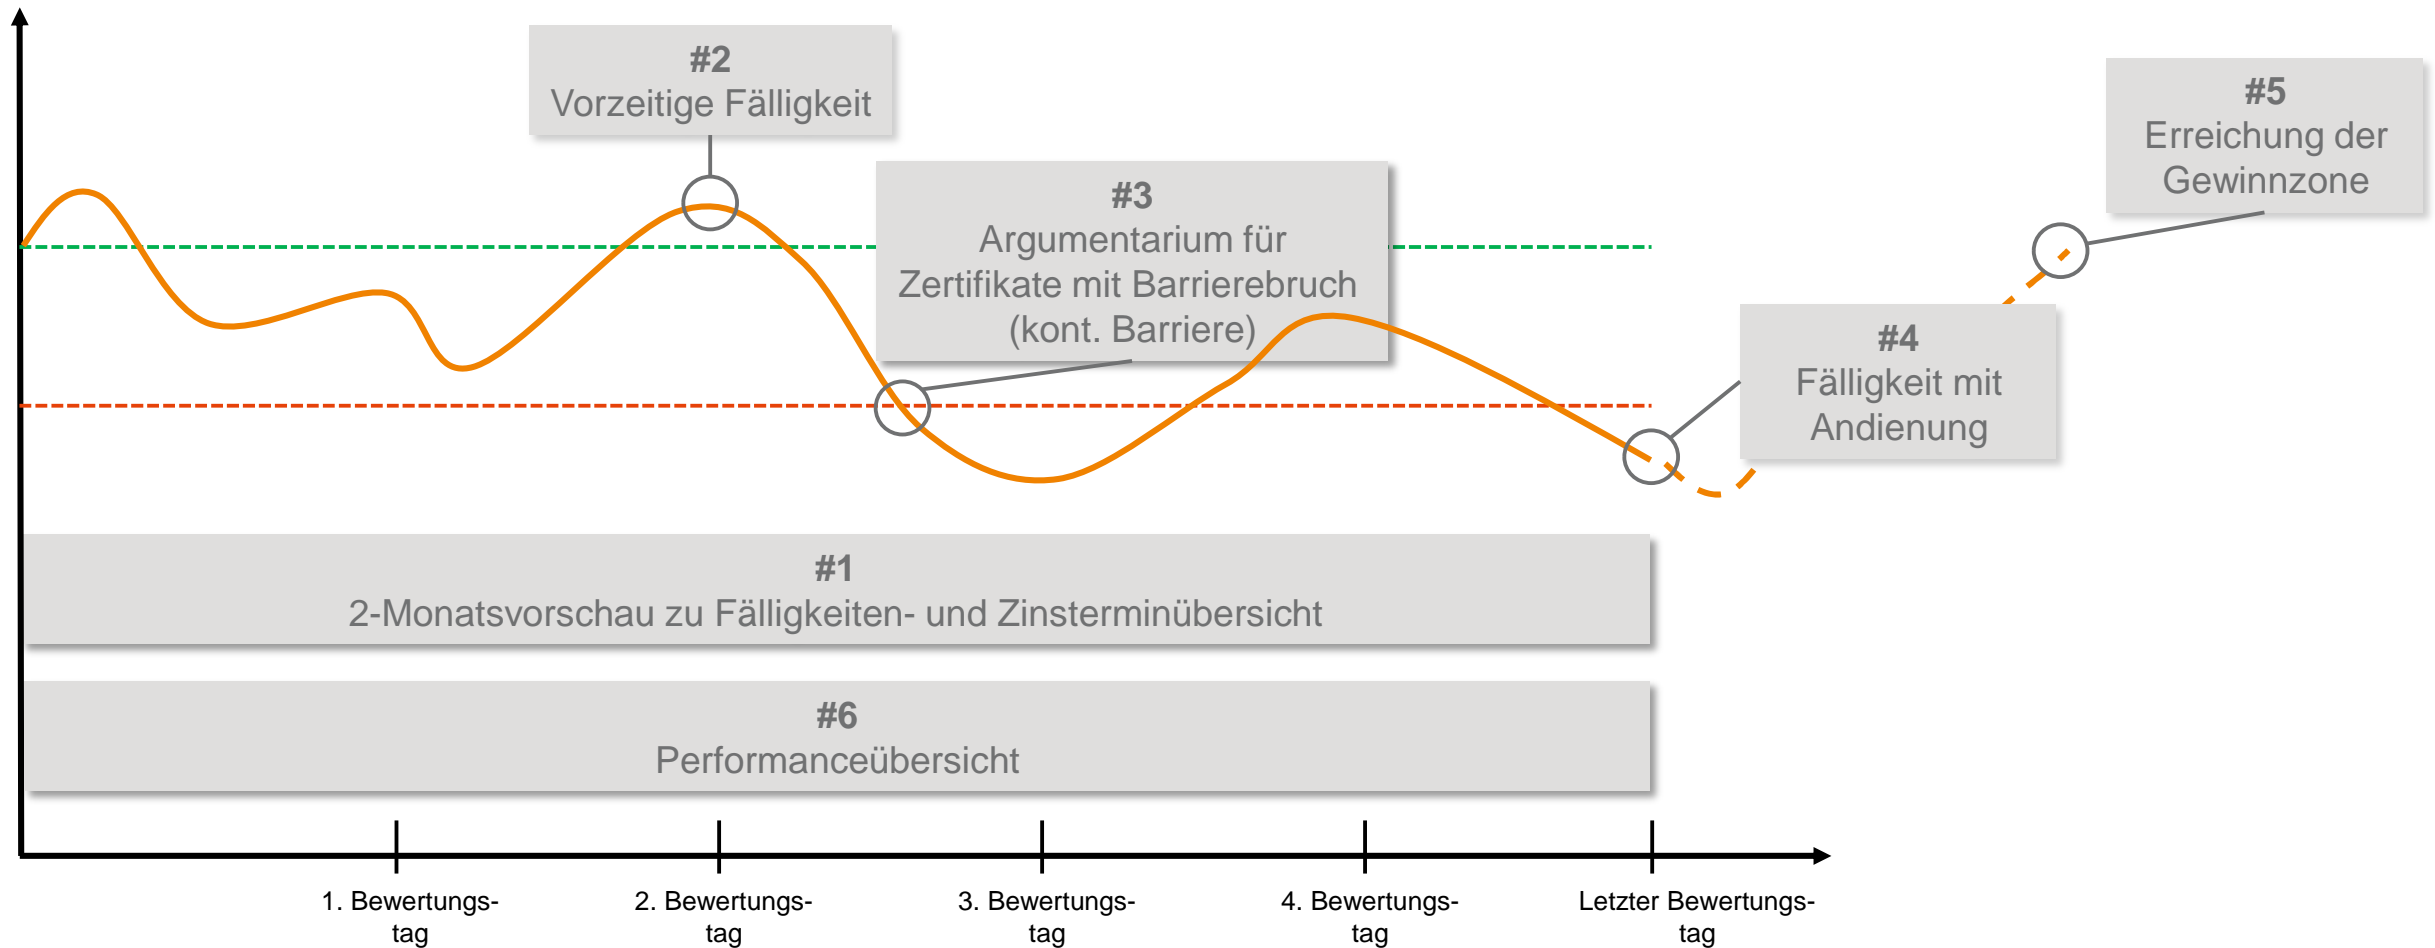 #2
Vorzeitige Fälligkeit
#5
Erreichung der
Gewinnzone
#3
Argumentarium für
Zertifikate mit Barrierebruch
(kont. Barriere)
#4
Fälligkeit mit
Andienung
#1
2-Monatsvorschau zu Fälligkeiten- und Zinsterminübersicht
#6
Performanceübersicht
1. Bewertungs-
tag
2. Bewertungs-
tag
3. Bewertungs-
tag
4. Bewertungs-
tag
Letzter Bewertungs-
tag